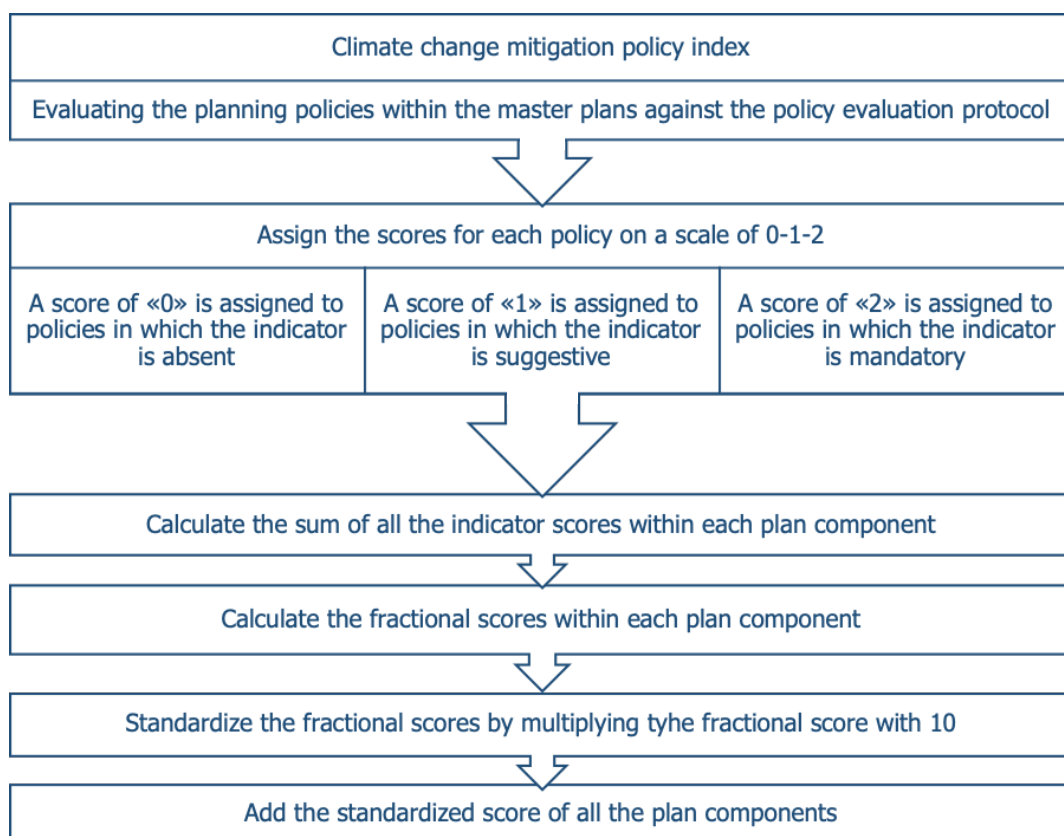 Climate change mitigation policy index
Evaluating the planning policies within the master plans against the policy evaluation protocol
Assign the scores for each policy on a scale of 0-1-2
A score of «0» is assigned to
policies in which the indicator
is absent
A score of «1» is assigned to
policies in which the indicator
is suggestive
A score of «2» is assigned to
policies in which the indicator
is mandatory
Calculate the sum of all the indicator scores within each plan component
Calculate the fractional scores within each plan component
Standardize the fractional scores by multiplying tyhe fractional score with 10
Add the standardized score of all the plan components